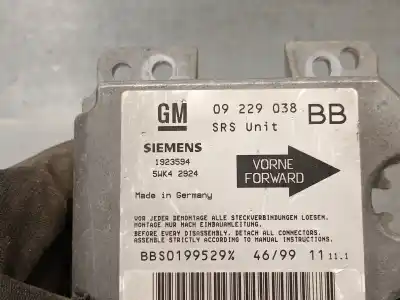 GM 09 229 038 BB
SRS Unit
SIEMENS
1923594
5WK4 2924
VORNE
FORWARD
Made in Germany
VOR JEDER DEMONTAGE ALLE STECKVERBINDUNGEN LOESEN.
MONTAGE NUR NACH EINBAUANLEITUNG.
BEFORE EVERY DISASSEMBLY, DETACH ALL CONNECTORS.
ASSEMBLE STRICTLY ACCORDING TO MANUAL INSTRUCTIONS.
BBS0199529% 46/99 11 11.1